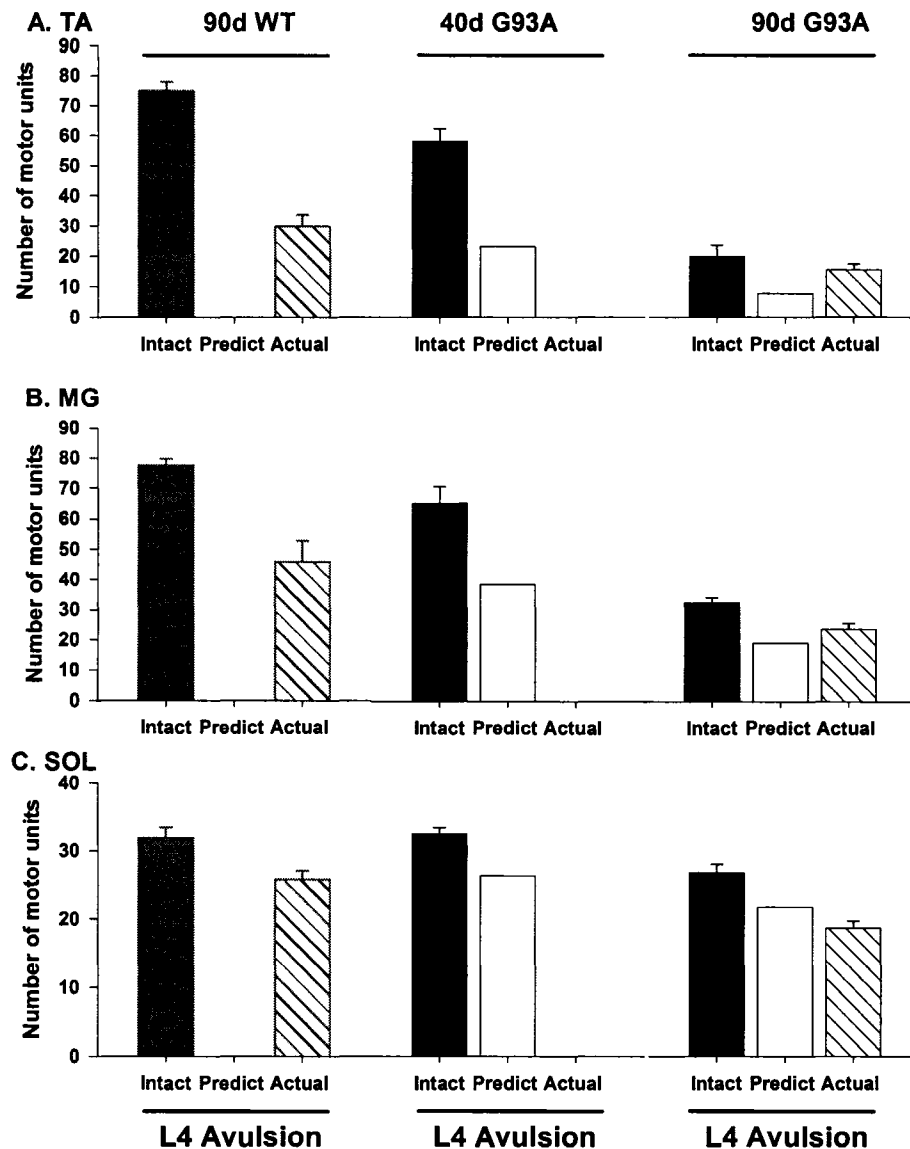 A. TA
90d WT
40d G93A
90d G93A
Number of motor units
90
80
70
60
50
40
30
20
10
0
Intact Predict Actual
Intact Predict Actual
Intact Predict Actual
B. MG
Number of motor units
90
80
70
60
50
40
30
20
10
0
Intact Predict Actual
Intact Predict Actual
Intact Predict Actual
C. SOL
Number of motor units
40
30
20
10
0
Intact Predict Actual
Intact Predict Actual
Intact Predict Actual
L4 Avulsion
L4 Avulsion
L4 Avulsion